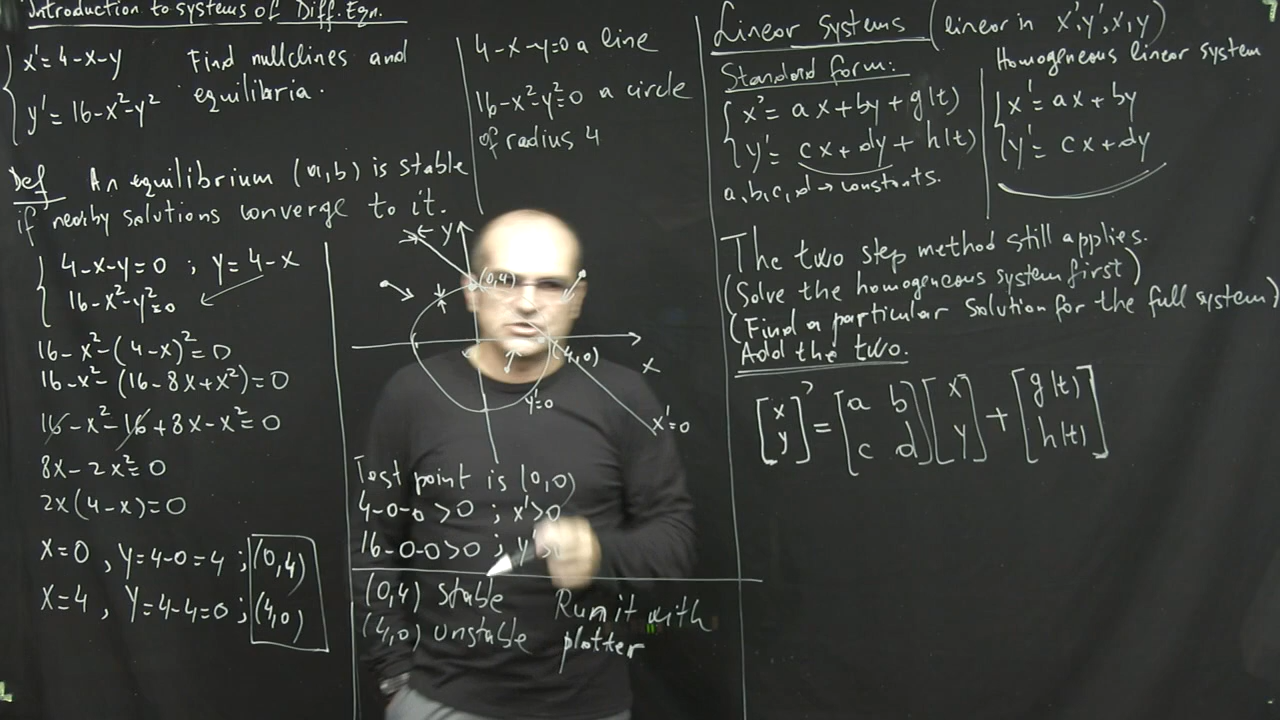 Introduction to systems of Diff. Eqn.
x' = 4-x-y
y' = 16-x²-y²
Find nullclines and
equilibria.
Def An equilibrium (a,b) is stable
if nearby solutions converge to it.
4-x-y=0 ; y=4-x
16-x²-y²=0
16-x²-(4-x)²=0
16-x²-(16-8x+x²)=0
16-x²-16+8x-x²=0
8x-2x²=0
2x(4-x)=0
x=0, y=4-0=4 ; (0,4)
x=4, y=4-4=0 ; (4,0)
4-x-y=0 a line
16-x²-y²=0 a circle
of radius 4
y
(0,4)
(4,0)
x
y'=0
x'=0
Test point is (0,0)
4-0-0>0 ; x'>0
16-0-0>0 ; y'
(0,4) stable
(4,0) unstable
Run it with
plotter
Linear systems (linear in x',y',x,y)
Standard form:
x' = ax+by+g(t)
y' = cx+dy+h(t)
a,b,c,d → constants.
Homogeneous linear system
x' = ax+by
y' = cx+dy
The two step method still applies.
(Solve the homogeneous system first)
(Find a particular solution for the full system)
Add the two.
[x y]' = [a b c d] [x y] + [g(t) h(t)]